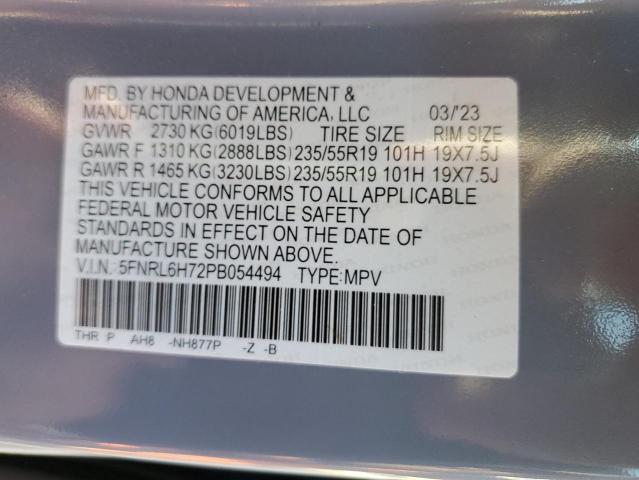 MFD. BY HONDA DEVELOPMENT &
MANUFACTURING OF AMERICA, LLC 03/'23
GVWR 2730 KG(6019LBS) TIRE SIZE RIM SIZE
GAWR F 1310 KG(2888LBS) 235/55R19 101H 19X7.5J
GAWR R 1465 KG(3230LBS) 235/55R19 101H 19X7.5J
THIS VEHICLE CONFORMS TO ALL APPLICABLE
FEDERAL MOTOR VEHICLE SAFETY
STANDARDS IN EFFECT ON THE DATE OF
MANUFACTURE SHOWN ABOVE.
V.I.N.: 5FNRL6H72PB054494 TYPE:MPV
THR P AH8 -NH877P -Z -B